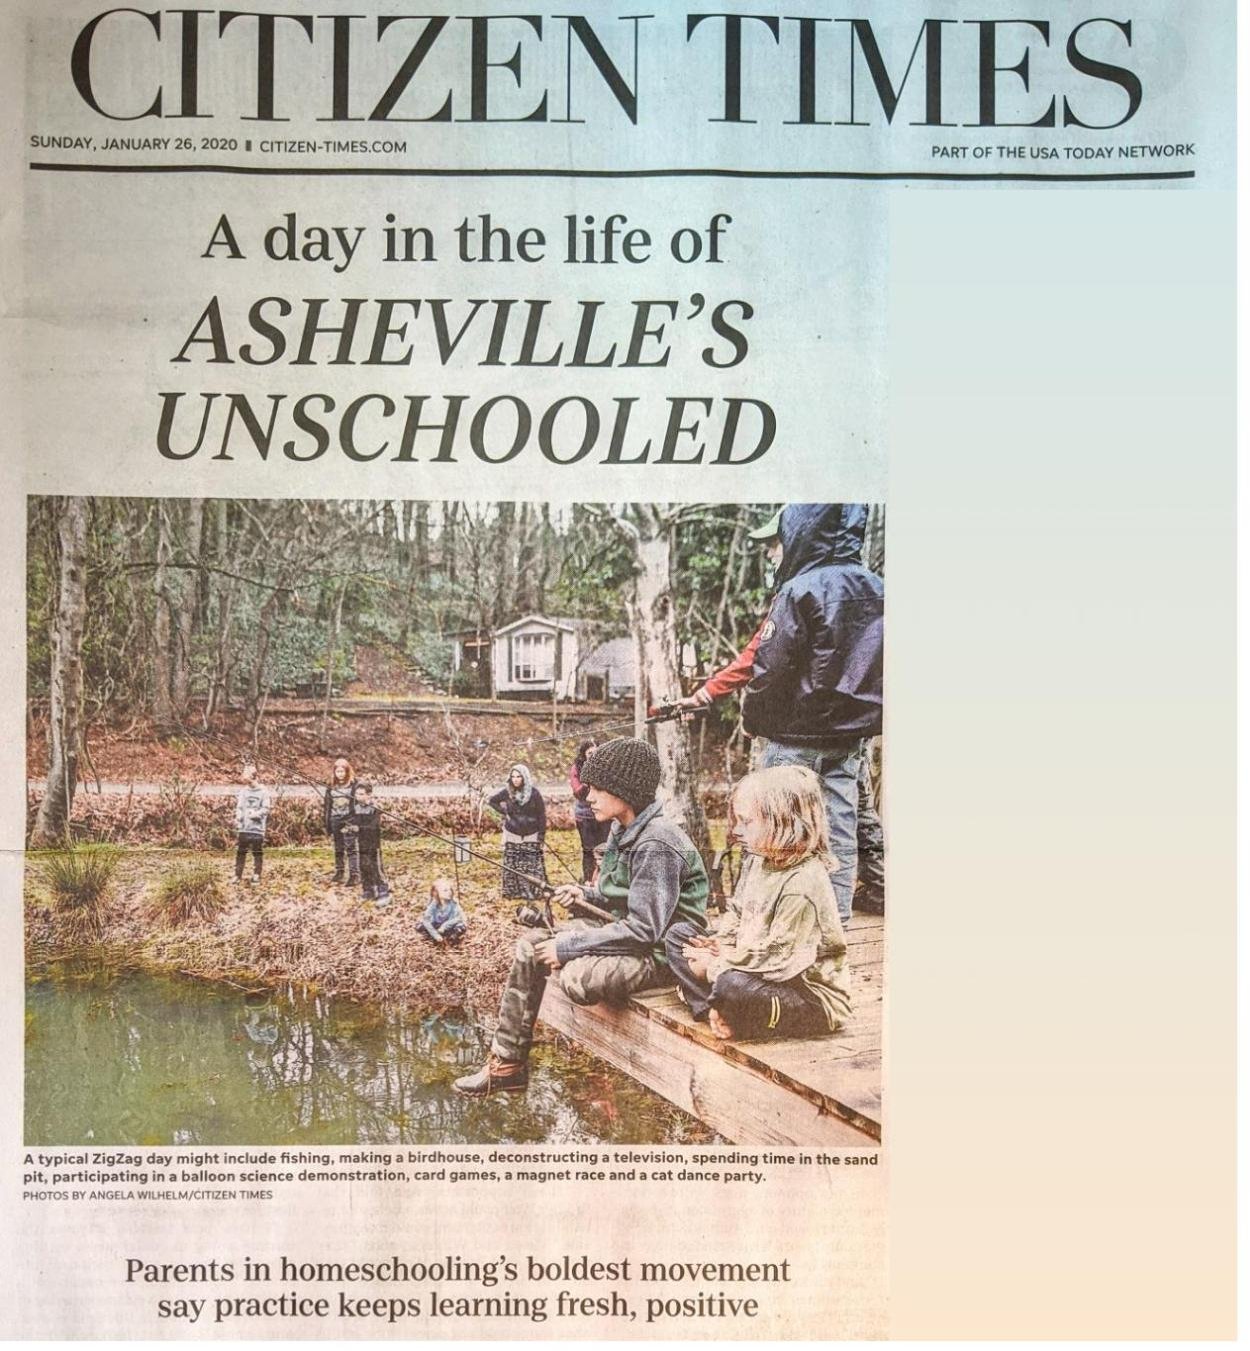 CITIZEN TIMES
SUNDAY, JANUARY 26, 2020 ▮ CITIZEN-TIMES.COM
PART OF THE USA TODAY NETWORK
A day in the life of
ASHEVILLE’S
UNSCHOOLED
A typical ZigZag day might include fishing, making a birdhouse, deconstructing a television, spending time in the sand
pit, participating in a balloon science demonstration, card games, a magnet race and a cat dance party.
PHOTOS BY ANGELA WILHELM/CITIZEN TIMES
Parents in homeschooling’s boldest movement
say practice keeps learning fresh, positive